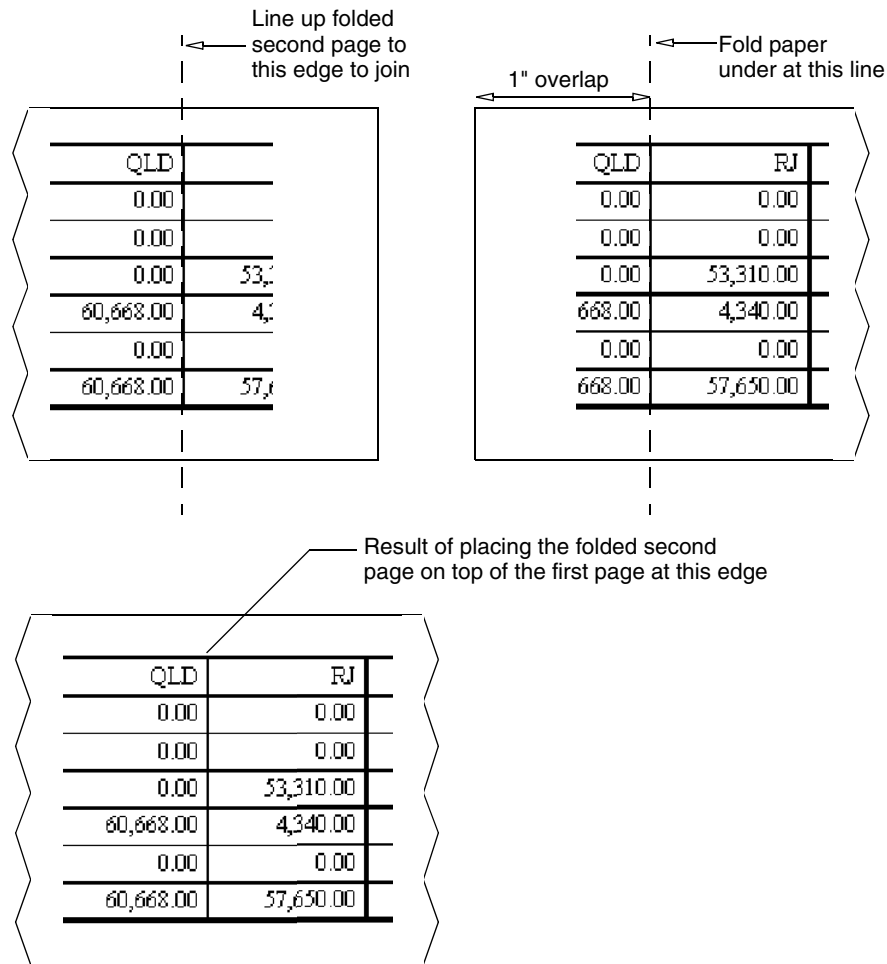 Line up folded
second page to
this edge to join
Fold paper
under at this line
1" overlap
QLD
0.00
0.00
0.00 53,
60,668.00 4,
0.00
60,668.00 57,
QLD RJ
0.00 0.00
0.00 0.00
0.00 53,310.00
668.00 4,340.00
0.00 0.00
668.00 57,650.00
Result of placing the folded second
page on top of the first page at this edge
QLD RJ
0.00 0.00
0.00 0.00
0.00 53,310.00
60,668.00 4,340.00
0.00 0.00
60,668.00 57,650.00